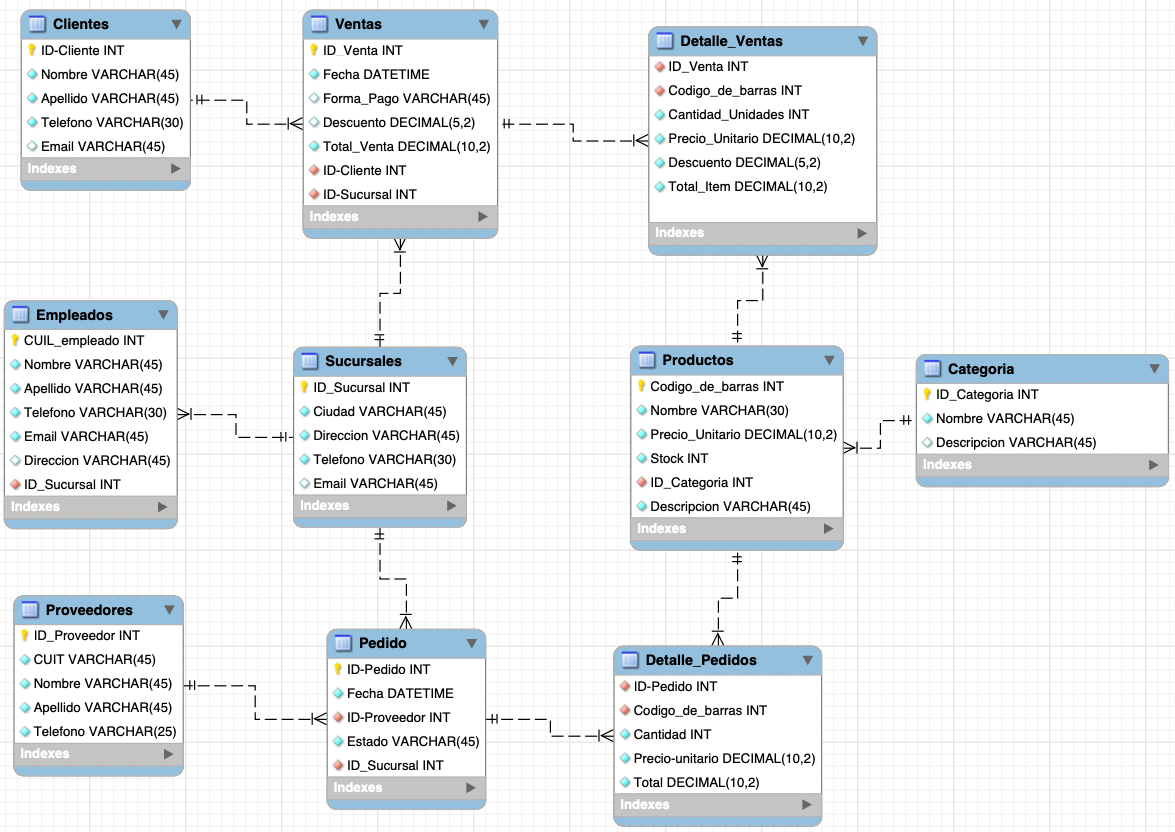 Clientes
ID-Cliente INT
Nombre VARCHAR(45)
Apellido VARCHAR(45)
Telefono VARCHAR(30)
Email VARCHAR(45)
Indexes
Ventas
ID_Venta INT
Fecha DATETIME
Forma_Pago VARCHAR(45)
Descuento DECIMAL(5,2)
Total_Venta DECIMAL(10,2)
ID-Cliente INT
ID-Sucursal INT
Indexes
Detalle_Ventas
ID_Venta INT
Codigo_de_barras INT
Cantidad_Unidades INT
Precio_Unitario DECIMAL(10,2)
Descuento DECIMAL(5,2)
Total_Item DECIMAL(10,2)
Indexes
Empleados
CUIL_empleado INT
Nombre VARCHAR(45)
Apellido VARCHAR(45)
Telefono VARCHAR(30)
Email VARCHAR(45)
Direccion VARCHAR(45)
ID_Sucursal INT
Indexes
Sucursales
ID_Sucursal INT
Ciudad VARCHAR(45)
Direccion VARCHAR(45)
Telefono VARCHAR(30)
Email VARCHAR(45)
Indexes
Productos
Codigo_de_barras INT
Nombre VARCHAR(30)
Precio_Unitario DECIMAL(10,2)
Stock INT
ID_Categoria INT
Descripcion VARCHAR(45)
Indexes
Categoria
ID_Categoria INT
Nombre VARCHAR(45)
Descripcion VARCHAR(45)
Indexes
Proveedores
ID_Proveedor INT
CUIT VARCHAR(45)
Nombre VARCHAR(45)
Apellido VARCHAR(45)
Telefono VARCHAR(25)
Indexes
Pedido
ID-Pedido INT
Fecha DATETIME
ID-Proveedor INT
Estado VARCHAR(45)
ID_Sucursal INT
Indexes
Detalle_Pedidos
ID-Pedido INT
Codigo_de_barras INT
Cantidad INT
Precio-unitario DECIMAL(10,2)
Total DECIMAL(10,2)
Indexes